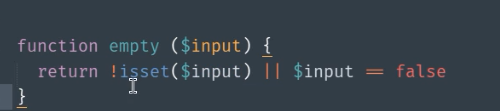 function empty ($input) {
return !isset($input) || $input == false
}